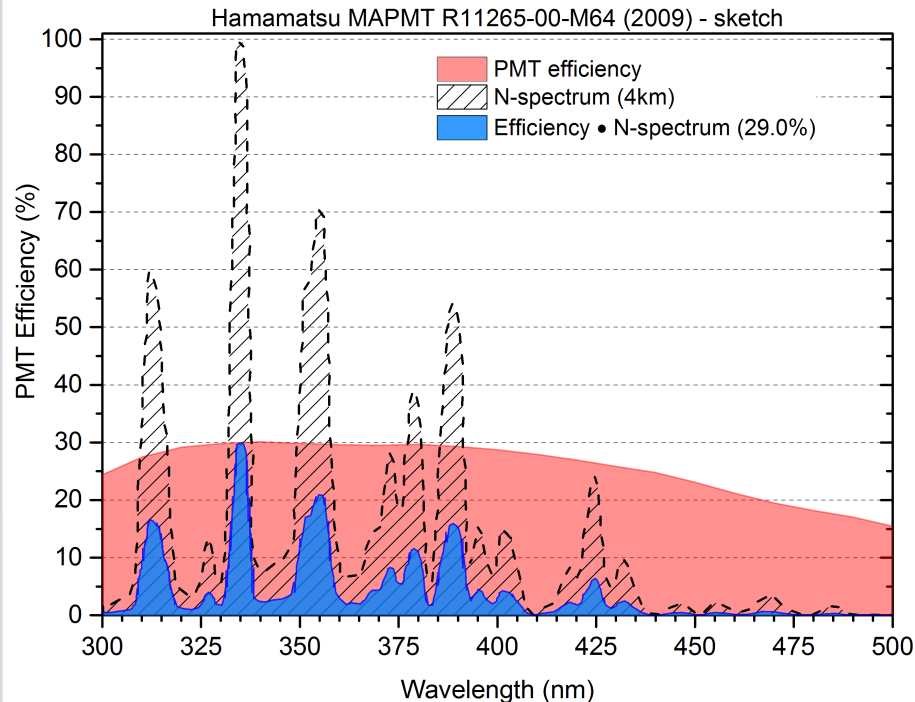 Hamamatsu MAPMT R11265-00-M64 (2009) - sketch
PMT efficiency
N-spectrum (4km)
Efficiency • N-spectrum (29.0%)
PMT Efficiency (%)
100
90
80
70
60
50
40
30
20
10
0
300 325 350 375 400 425 450 475 500
Wavelength (nm)